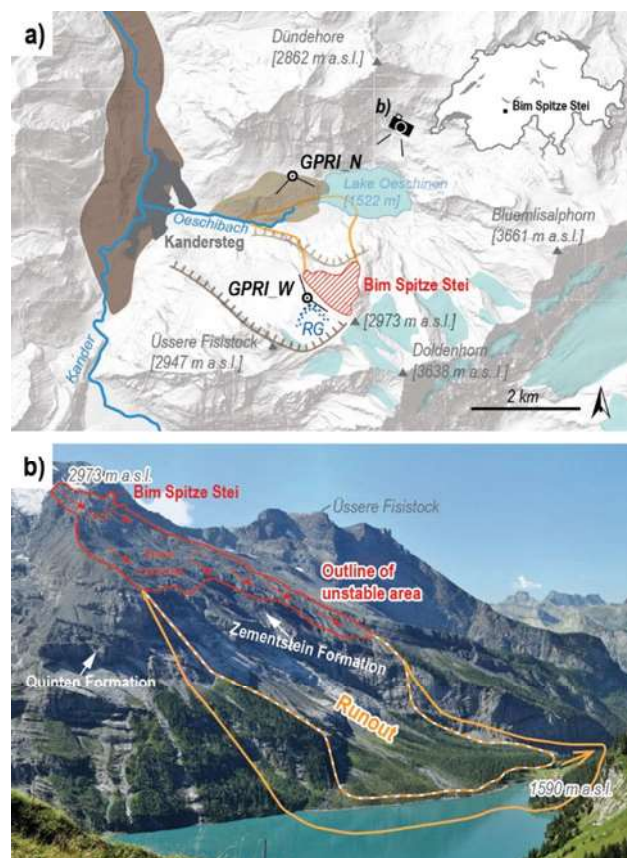 a)
Dündehore
[2862 m a.s.l.]
b)
Bim Spitze Stei
GPRI_N
Lake Oeschinen
[1522 m]
Oeschibach
Kandersteg
Bluemlisalphorn
[3661 m a.s.l.]
GPRI_W
Bim Spitze Stei
RG
[2973 m a.s.l.]
Üssere Fisistock
[2947 m a.s.l.]
Doldenhorn
[3638 m a.s.l.]
Kander
2 km
b)
2973 m a.s.l.
Bim Spitze Stei
Üssere Fisistock
Outline of
unstable area
Zementstein Formation
Quinten Formation
Runout
1590 m a.s.l.